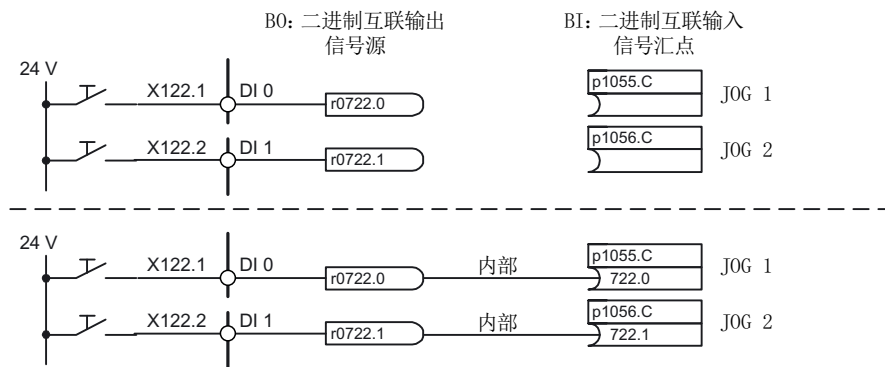 BO: 二进制互联输出
信号源
BI: 二进制互联输入
信号汇点
24 V
X122.1
DI 0
r0722.0
p1055.C
JOG 1
X122.2
DI 1
r0722.1
p1056.C
JOG 2
24 V
X122.1
DI 0
r0722.0
内部
p1055.C
722.0
JOG 1
X122.2
DI 1
r0722.1
内部
p1056.C
722.1
JOG 2